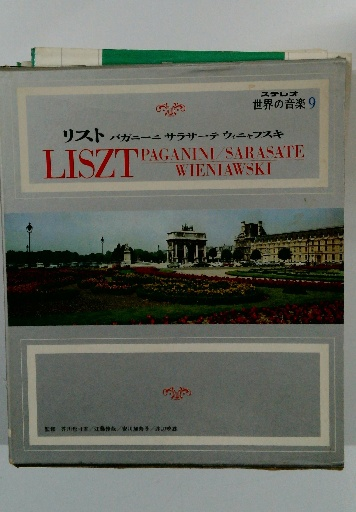 ステレオ
世界の音楽 9
リスト パガニーニ サラサーテ ウィニャフスキ
LISZT PAGANINI/SARASATE
WIENIAWSKI